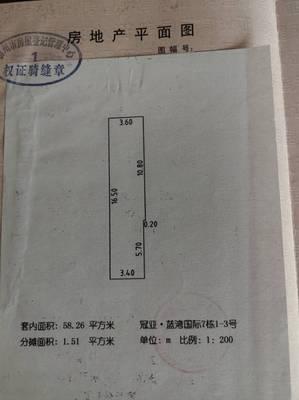 房地产平面图
图幅号:
1
权证骑缝章
3.60
10.80
16.50
0.20
5.70
3.40
套内面积: 58.26 平方米
冠亚·蓝湾国际7栋1-3号
分摊面积: 1.51 平方米
单位: m 比例: 1: 200